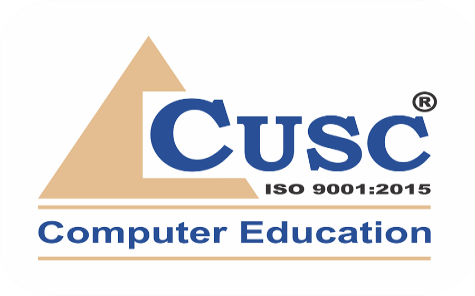 CUSC®
ISO 9001:2015
Computer Education